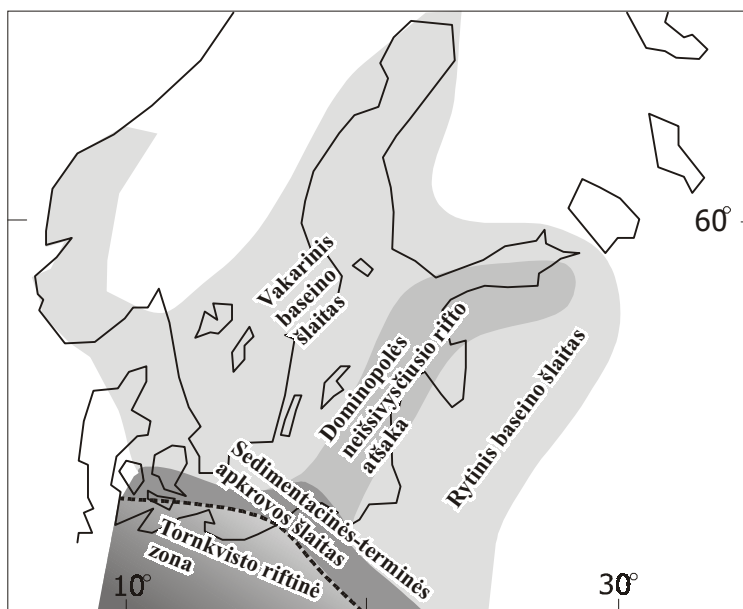 60°
Vakarinis
baseino
šlaitas
Dominopolės
neišsivysčiusio rifto
atšaka
Rytinis baseino šlaitas
Sedimentacinės-terminės
apkrovos šlaitas
Tornkvisto riftinė
zona
10°
30°